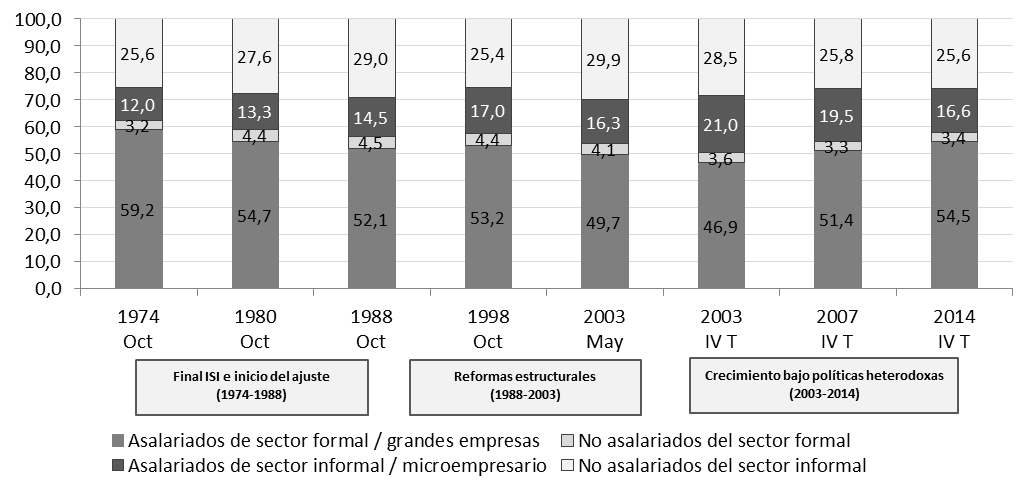 100,0
90,0
80,0
70,0
60,0
50,0
40,0
30,0
20,0
10,0
0,0
25,6 27,6 29,0 25,4 29,9 28,5 25,8 25,6
12,0 13,3 14,5 17,0 16,3 21,0 19,5 16,6
3,2 4,4 4,5 4,4 4,1 3,6 3,3 3,4
59,2 54,7 52,1 53,2 49,7 46,9 51,4 54,5
1974 1980 1988 1998 2003 2003 2007 2014
Oct Oct Oct Oct May IV T IV T IV T
Final ISI e inicio del ajuste
(1974-1988)
Reformas estructurales
(1988-2003)
Crecimiento bajo políticas heterodoxas
(2003-2014)
Asalariados de sector formal / grandes empresas
No asalariados del sector formal
Asalariados de sector informal / microempresario
No asalariados del sector informal